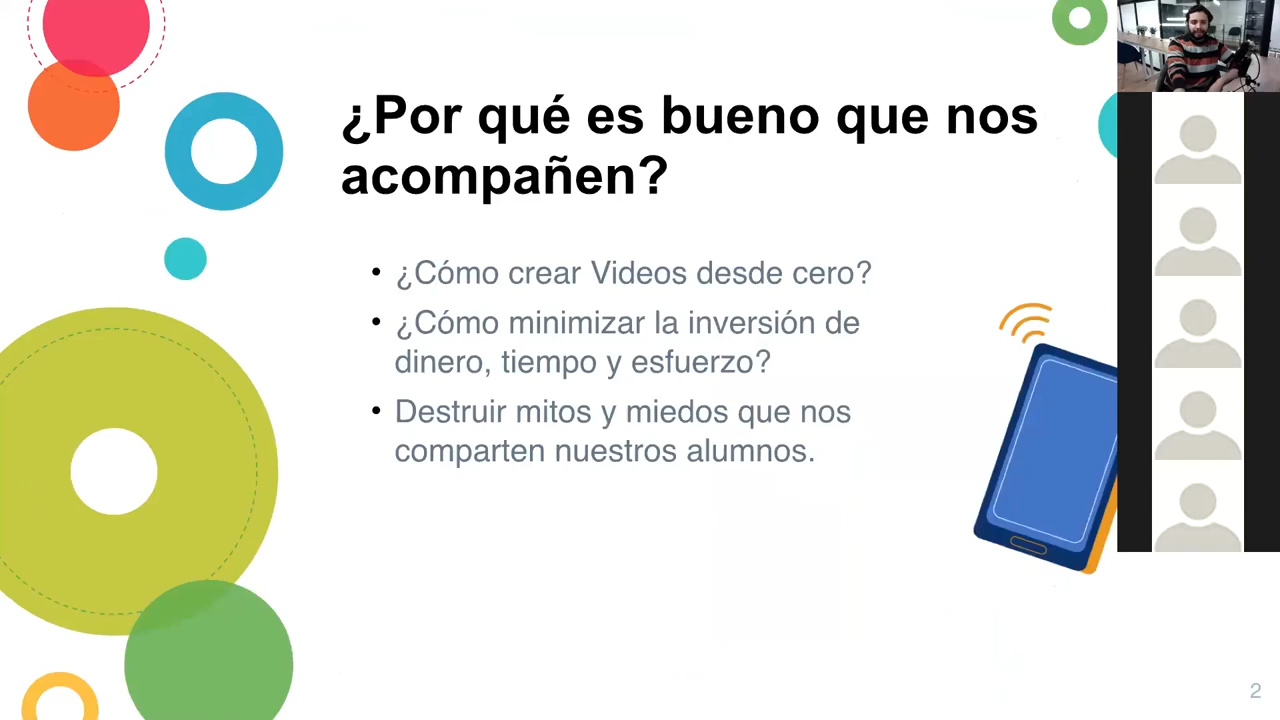 ¿Por qué es bueno que nos
acompañen?
• ¿Cómo crear Videos desde cero?
• ¿Cómo minimizar la inversión de
dinero, tiempo y esfuerzo?
• Destruir mitos y miedos que nos
comparten nuestros alumnos.
2